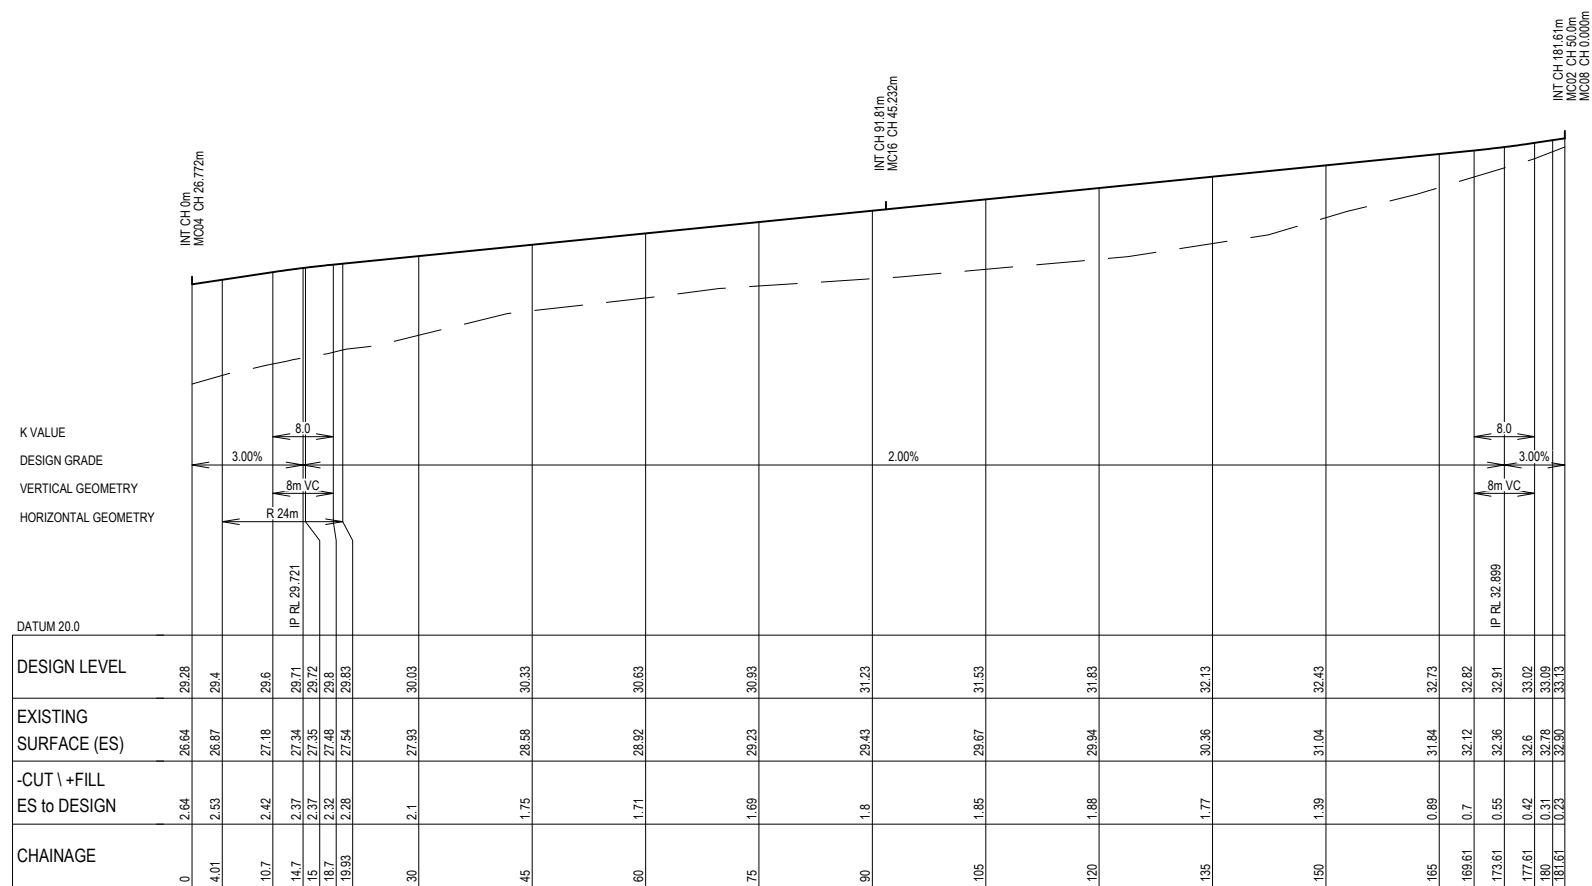 INT CH 181.61m
MC02 CH 50.0m
MC08 CH 0.000m
INT CH 91.81m
MC16 CH 45.232m
INT CH 0m
MC04 CH 26.772m
K VALUE 8.0 8.0
DESIGN GRADE 3.00% 2.00% 3.00%
VERTICAL GEOMETRY 8m VC 8m VC
HORIZONTAL GEOMETRY R 24m
IP RL 29.721 IP RL 32.899
DATUM 20.0
DESIGN LEVEL 29.28 29.4 29.6 29.71 29.72 29.8 29.83 30.03 30.33 30.63 30.93 31.23 31.53 31.83 32.13 32.43 32.73 32.82 32.91 33.02 33.09 33.13
EXISTING
SURFACE (ES) 26.64 26.87 27.18 27.34 27.35 27.48 27.54 27.93 28.58 28.92 29.23 29.43 29.67 29.94 30.36 31.04 31.84 32.12 32.36 32.6 32.78 32.90
-CUT \ +FILL
ES to DESIGN 2.64 2.53 2.42 2.37 2.37 2.32 2.28 2.1 1.75 1.71 1.69 1.8 1.85 1.88 1.77 1.39 0.89 0.7 0.55 0.42 0.31 0.23
CHAINAGE 0 4.01 10.7 14.7 15 18.7 19.93 30 45 60 75 90 105 120 135 150 165 169.61 173.61 177.61 180 181.61